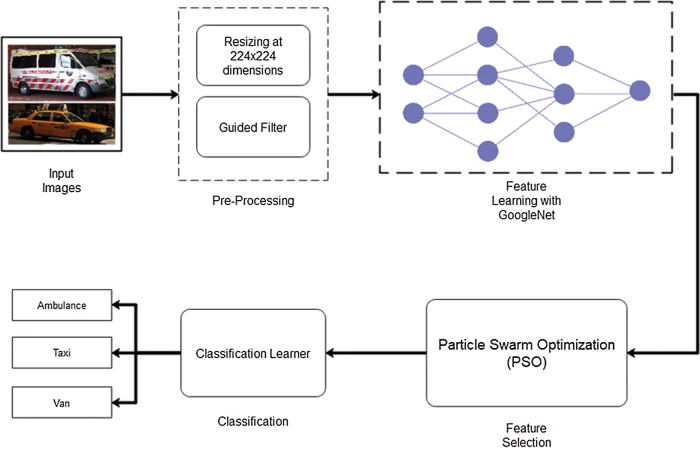 Resizing at
224x224
dimensions
Guided Filter
Input
Images
Pre-Processing
Feature
Learning with
GoogleNet
Ambulance
Taxi
Van
Classification Learner
Classification
Particle Swarm Optimization
(PSO)
Feature
Selection